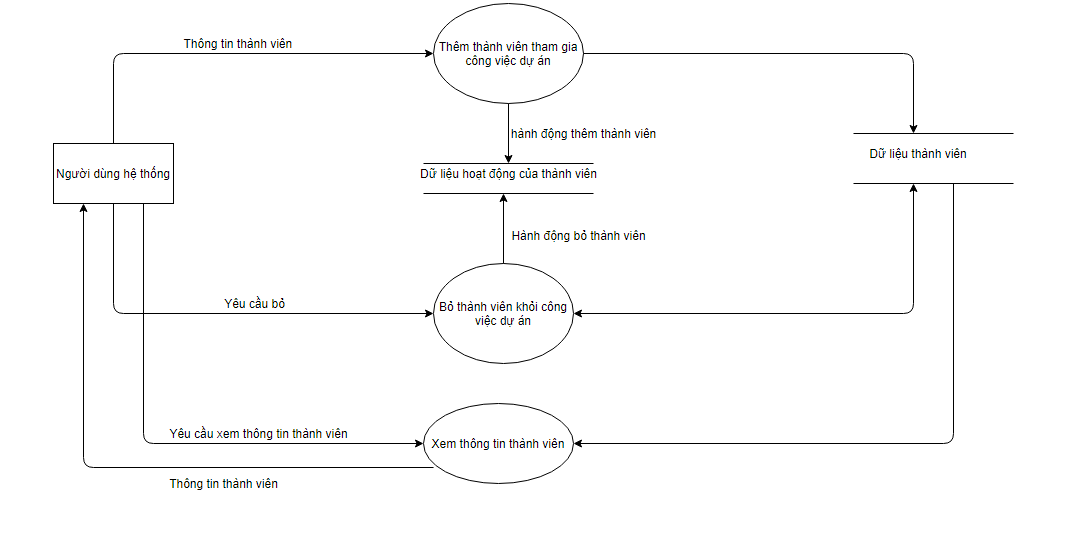 Thông tin thành viên
Thêm thành viên tham gia
công việc dự án
hành động thêm thành viên
Dữ liệu thành viên
Người dùng hệ thống
Dữ liệu hoạt động của thành viên
Hành động bỏ thành viên
Yêu cầu bỏ
Bỏ thành viên khỏi công
việc dự án
Yêu cầu xem thông tin thành viên
Xem thông tin thành viên
Thông tin thành viên